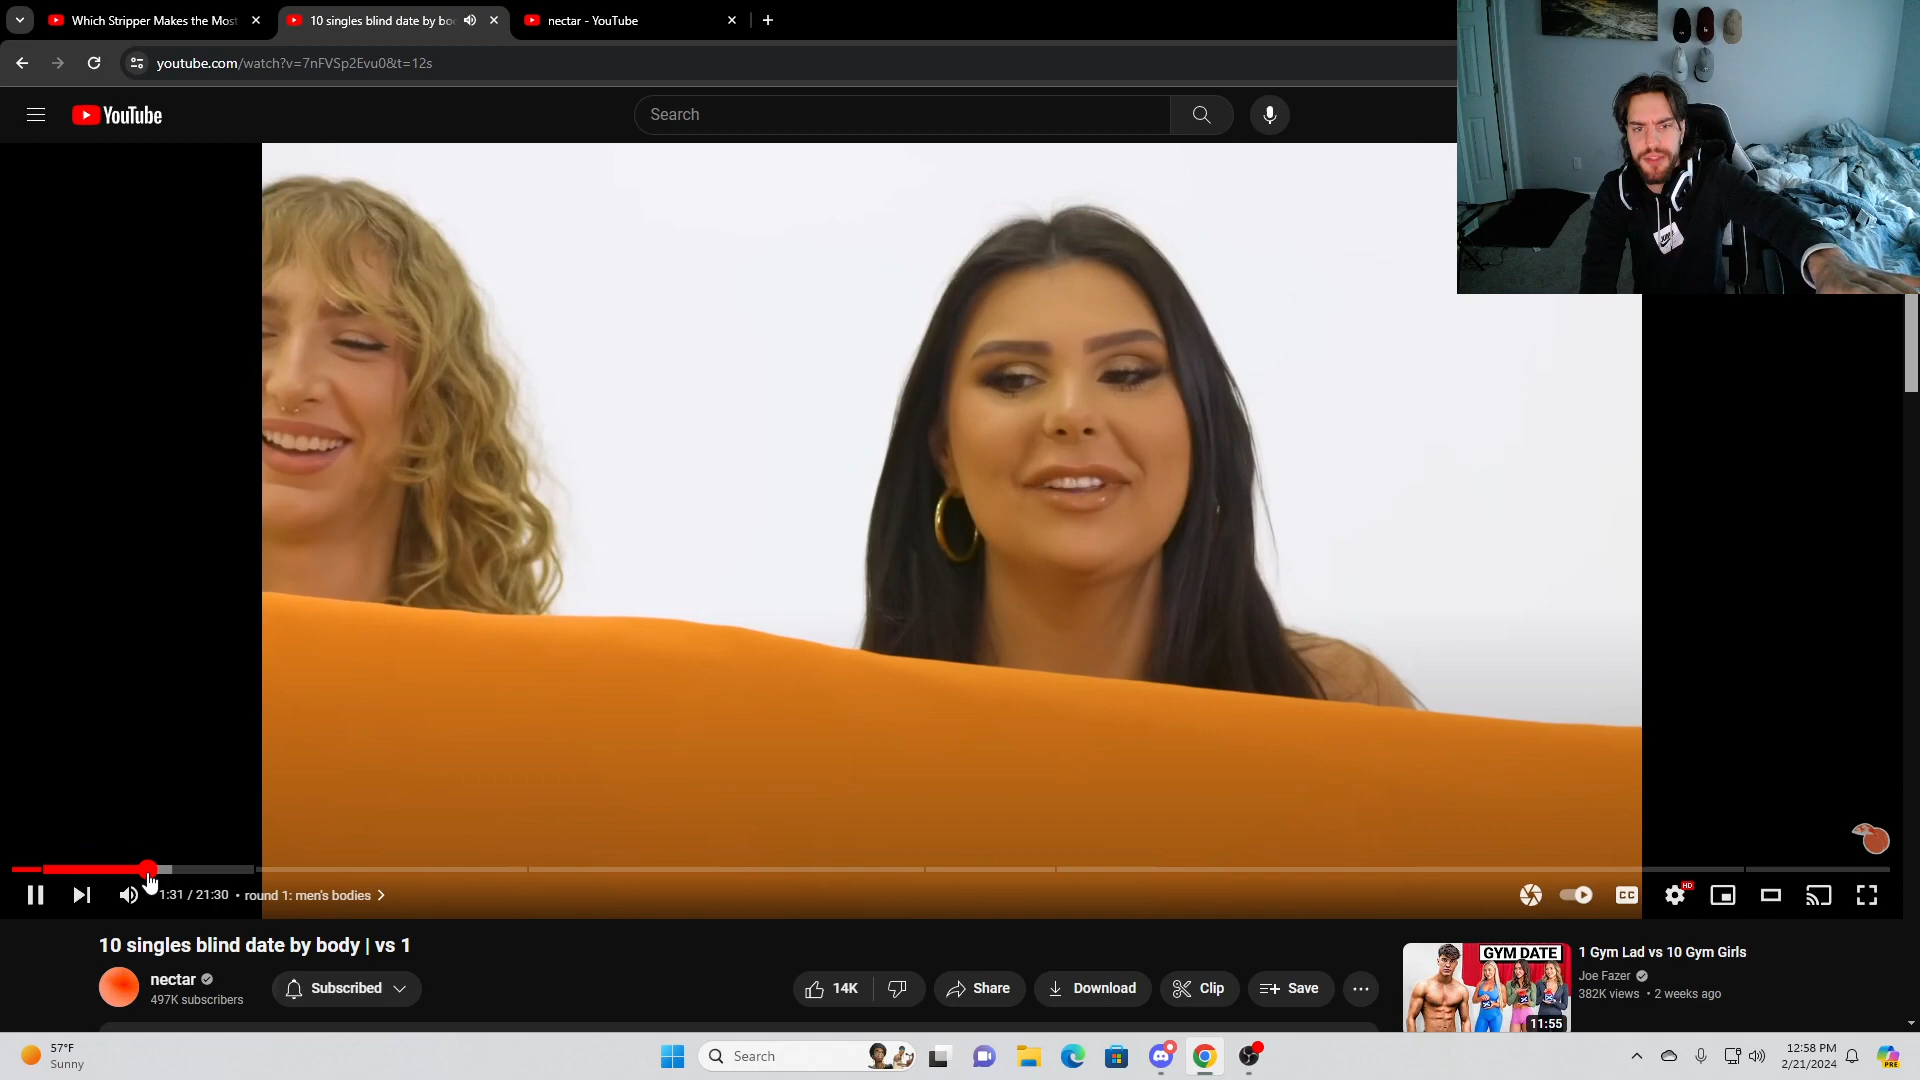 Which Stripper Makes the Most
10 singles blind date by bo
nectar - YouTube
youtube.com/watch?v=7nFVSp2Evu0&t=12s
YouTube
Search
1:31 / 21:30 • round 1: men's bodies
CC
HD
10 singles blind date by body | vs 1
nectar
497K subscribers
Subscribed
14K
Share
Download
Clip
Save
GYM DATE
11:55
1 Gym Lad vs 10 Gym Girls
Joe Fazer
382K views • 2 weeks ago
57°F
Sunny
Search
12:58 PM
2/21/2024
PRE